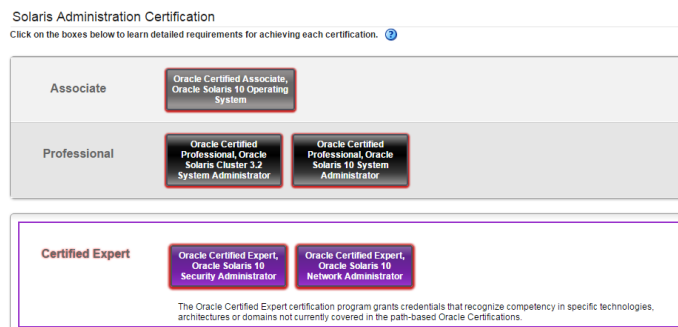 Solaris Administration Certification
Click on the boxes below to learn detailed requirements for achieving each certification. ?
Associate
Oracle Certified Associate,
Oracle Solaris 10 Operating
System
Professional
Oracle Certified
Professional, Oracle
Solaris Cluster 3.2
System Administrator
Oracle Certified
Professional, Oracle
Solaris 10 System
Administrator
Certified Expert
Oracle Certified Expert,
Oracle Solaris 10
Security Administrator
Oracle Certified Expert,
Oracle Solaris 10
Network Administrator
The Oracle Certified Expert certification program grants credentials that recognize competency in specific technologies,
architectures or domains not currently covered in the path-based Oracle Certifications.